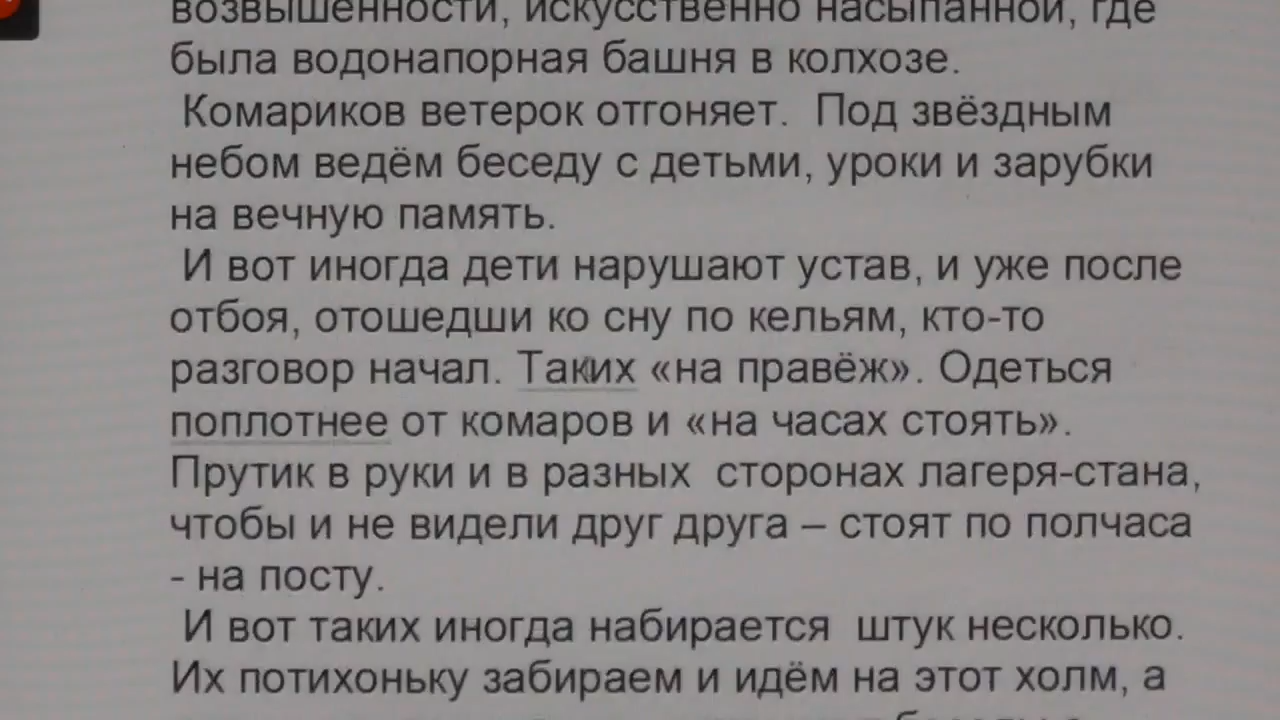 возвышенности, искусственно насыпанной, где
была водонапорная башня в колхозе.
Комариков ветерок отгоняет. Под звёздным
небом ведём беседу с детьми, уроки и зарубки
на вечную память.
И вот иногда дети нарушают устав, и уже после
отбоя, отошедши ко сну по кельям, кто-то
разговор начал. Таких «на правёж». Одеться
поплотнее от комаров и «на часах стоять».
Прутик в руки и в разных сторонах лагеря-стана,
чтобы и не видели друг друга – стоят по полчаса
- на посту.
И вот таких иногда набирается штук несколько.
Их потихоньку забираем и идём на этот холм, а